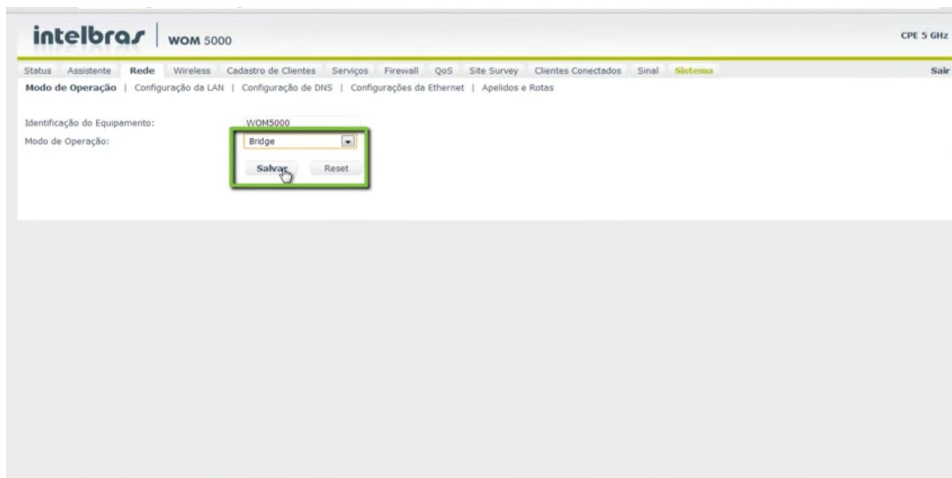 intelbras WOM 5000 CPE 5 GHz
Status Assistente Rede Wireless Cadastro de Clientes Serviços Firewall QoS Site Survey Clientes Conectados Sinal Sistema Sair
Modo de Operação | Configuração da LAN | Configuração de DNS | Configurações da Ethernet | Apelidos e Rotas
Identificação do Equipamento: WOM5000
Modo de Operação: Bridge
Salvar Reset